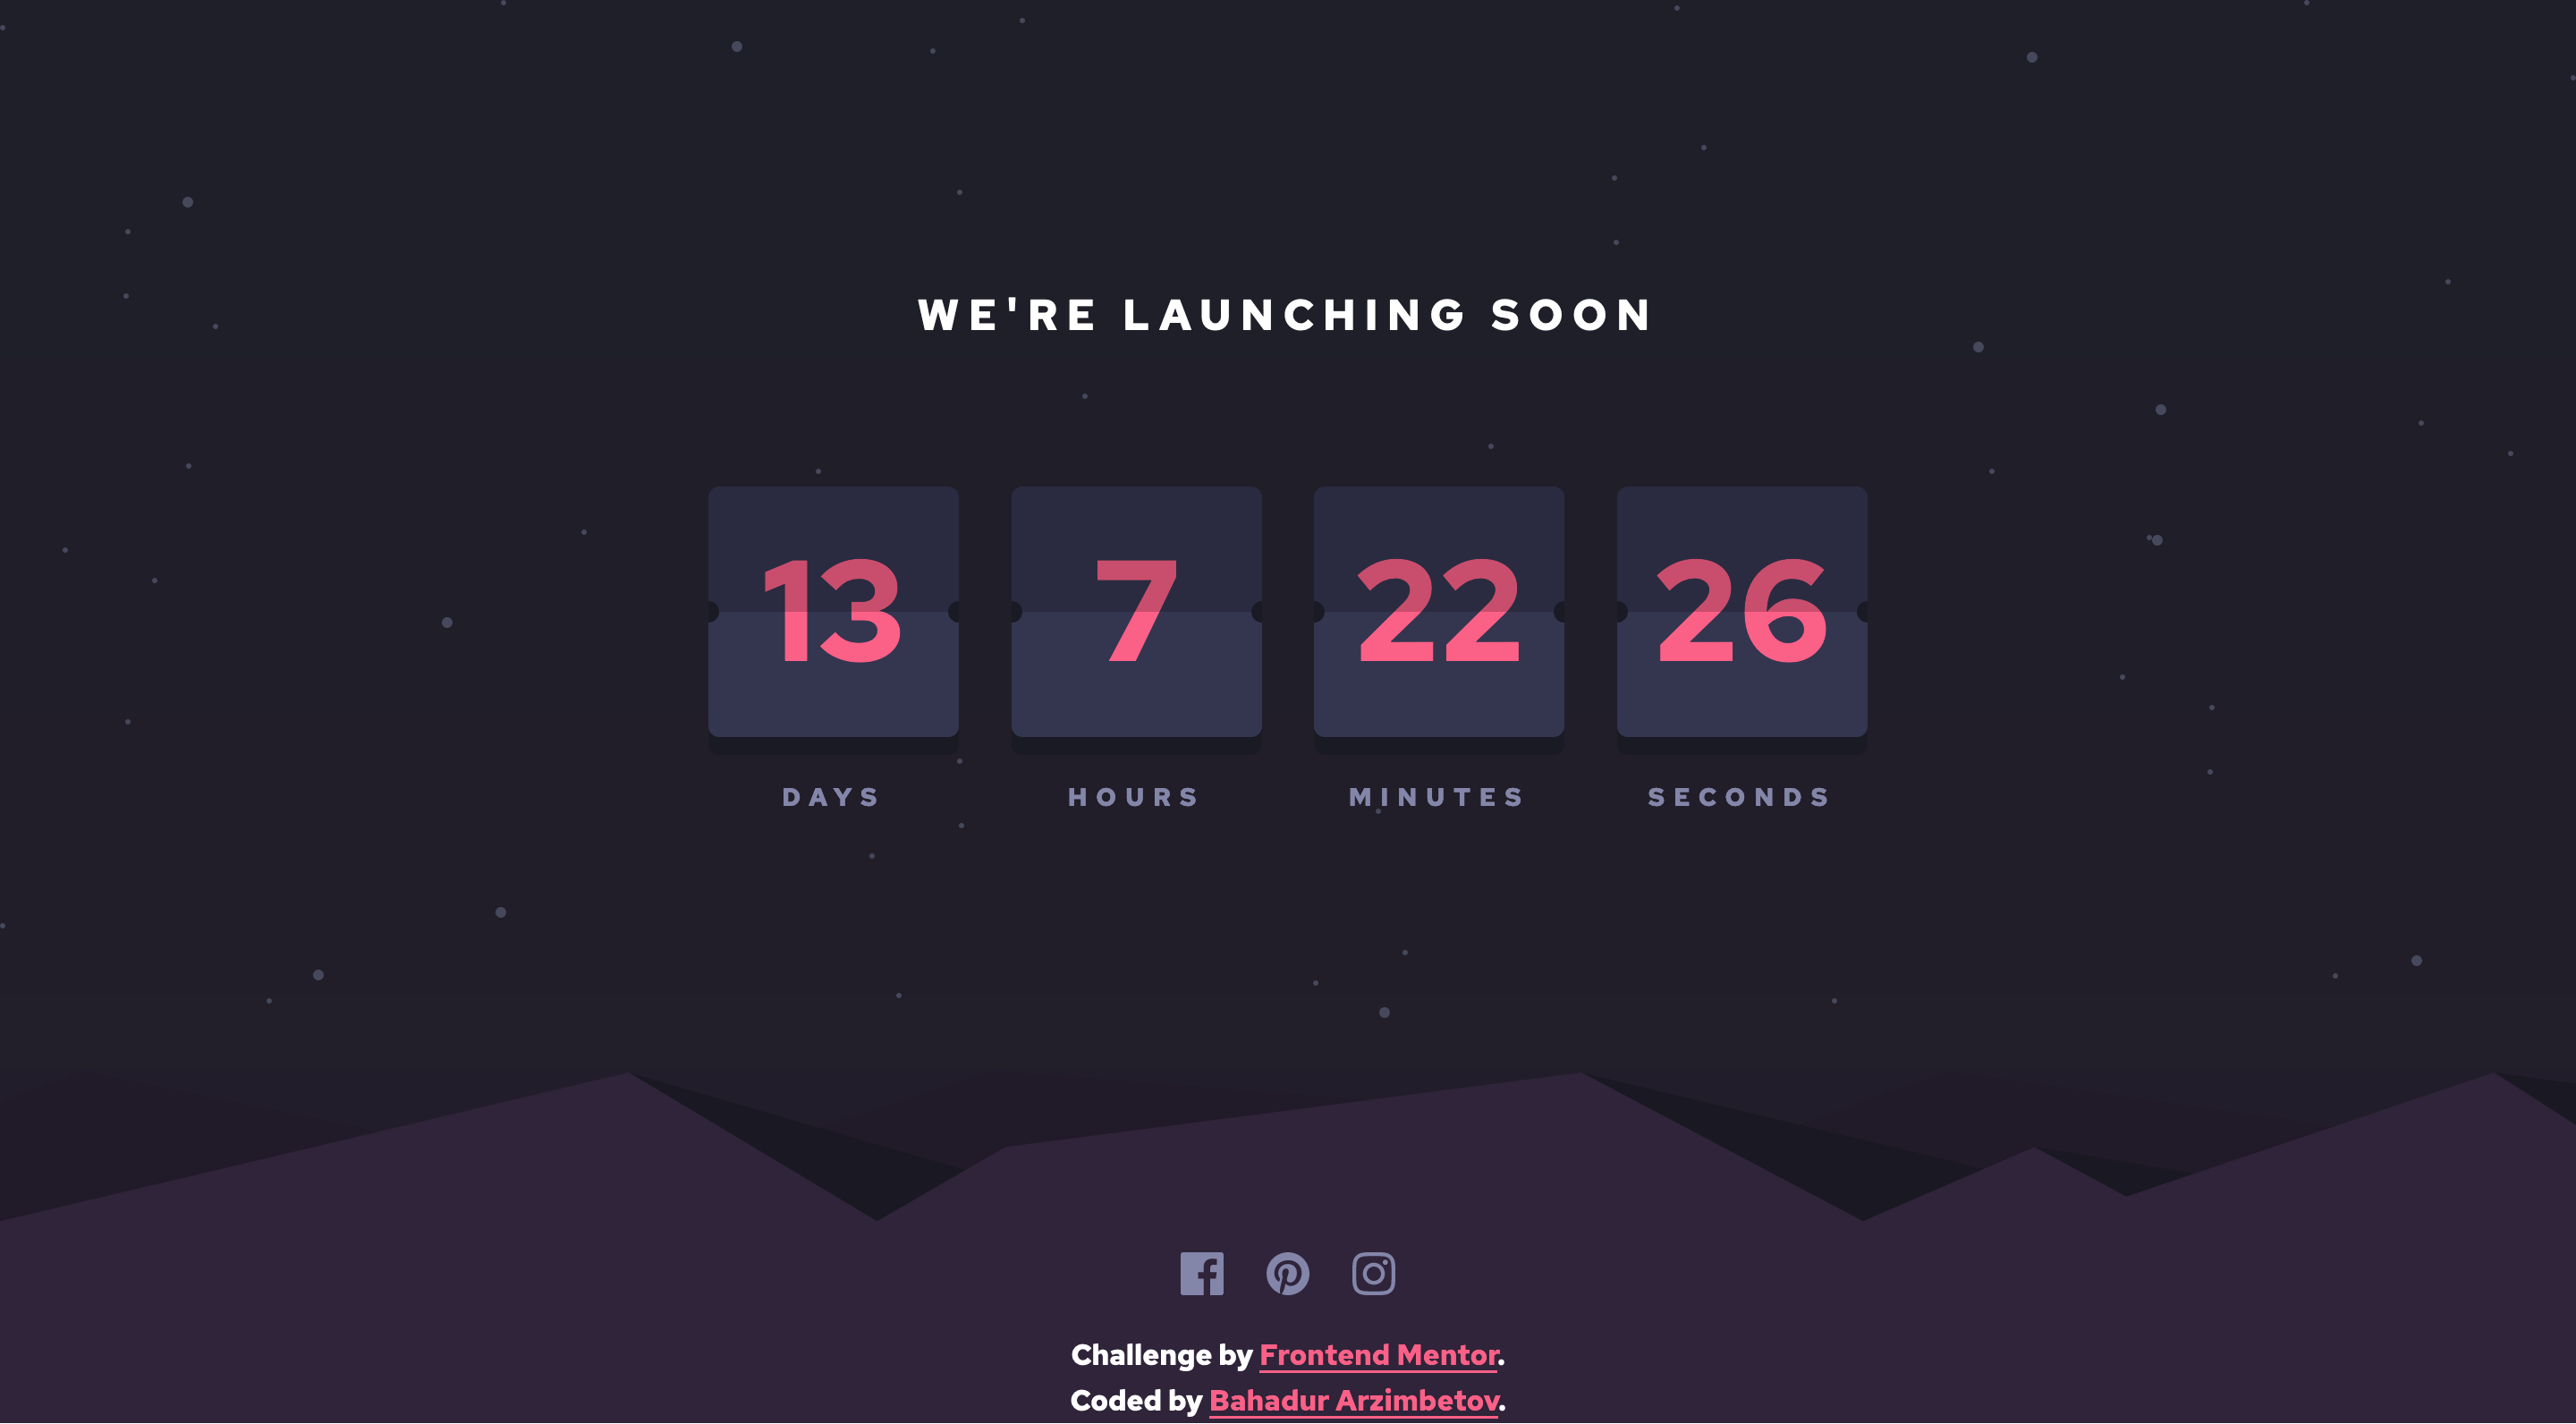 WE'RE LAUNCHING SOON
13 7 22 26
DAYS HOURS MINUTES SECONDS
Challenge by Frontend Mentor.
Coded by Bahadur Arzimbetov.